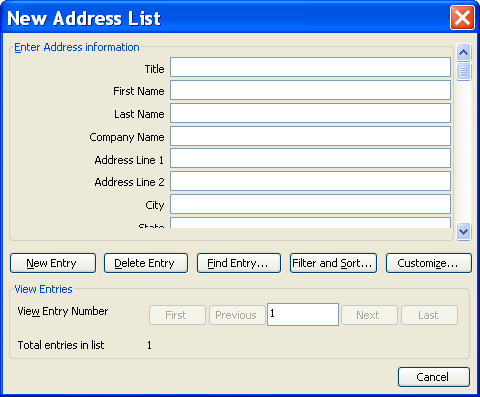 New Address List
Enter Address information
Title
First Name
Last Name
Company Name
Address Line 1
Address Line 2
City
State
New Entry Delete Entry Find Entry... Filter and Sort... Customize...
View Entries
View Entry Number First Previous 1 Next Last
Total entries in list 1
Cancel